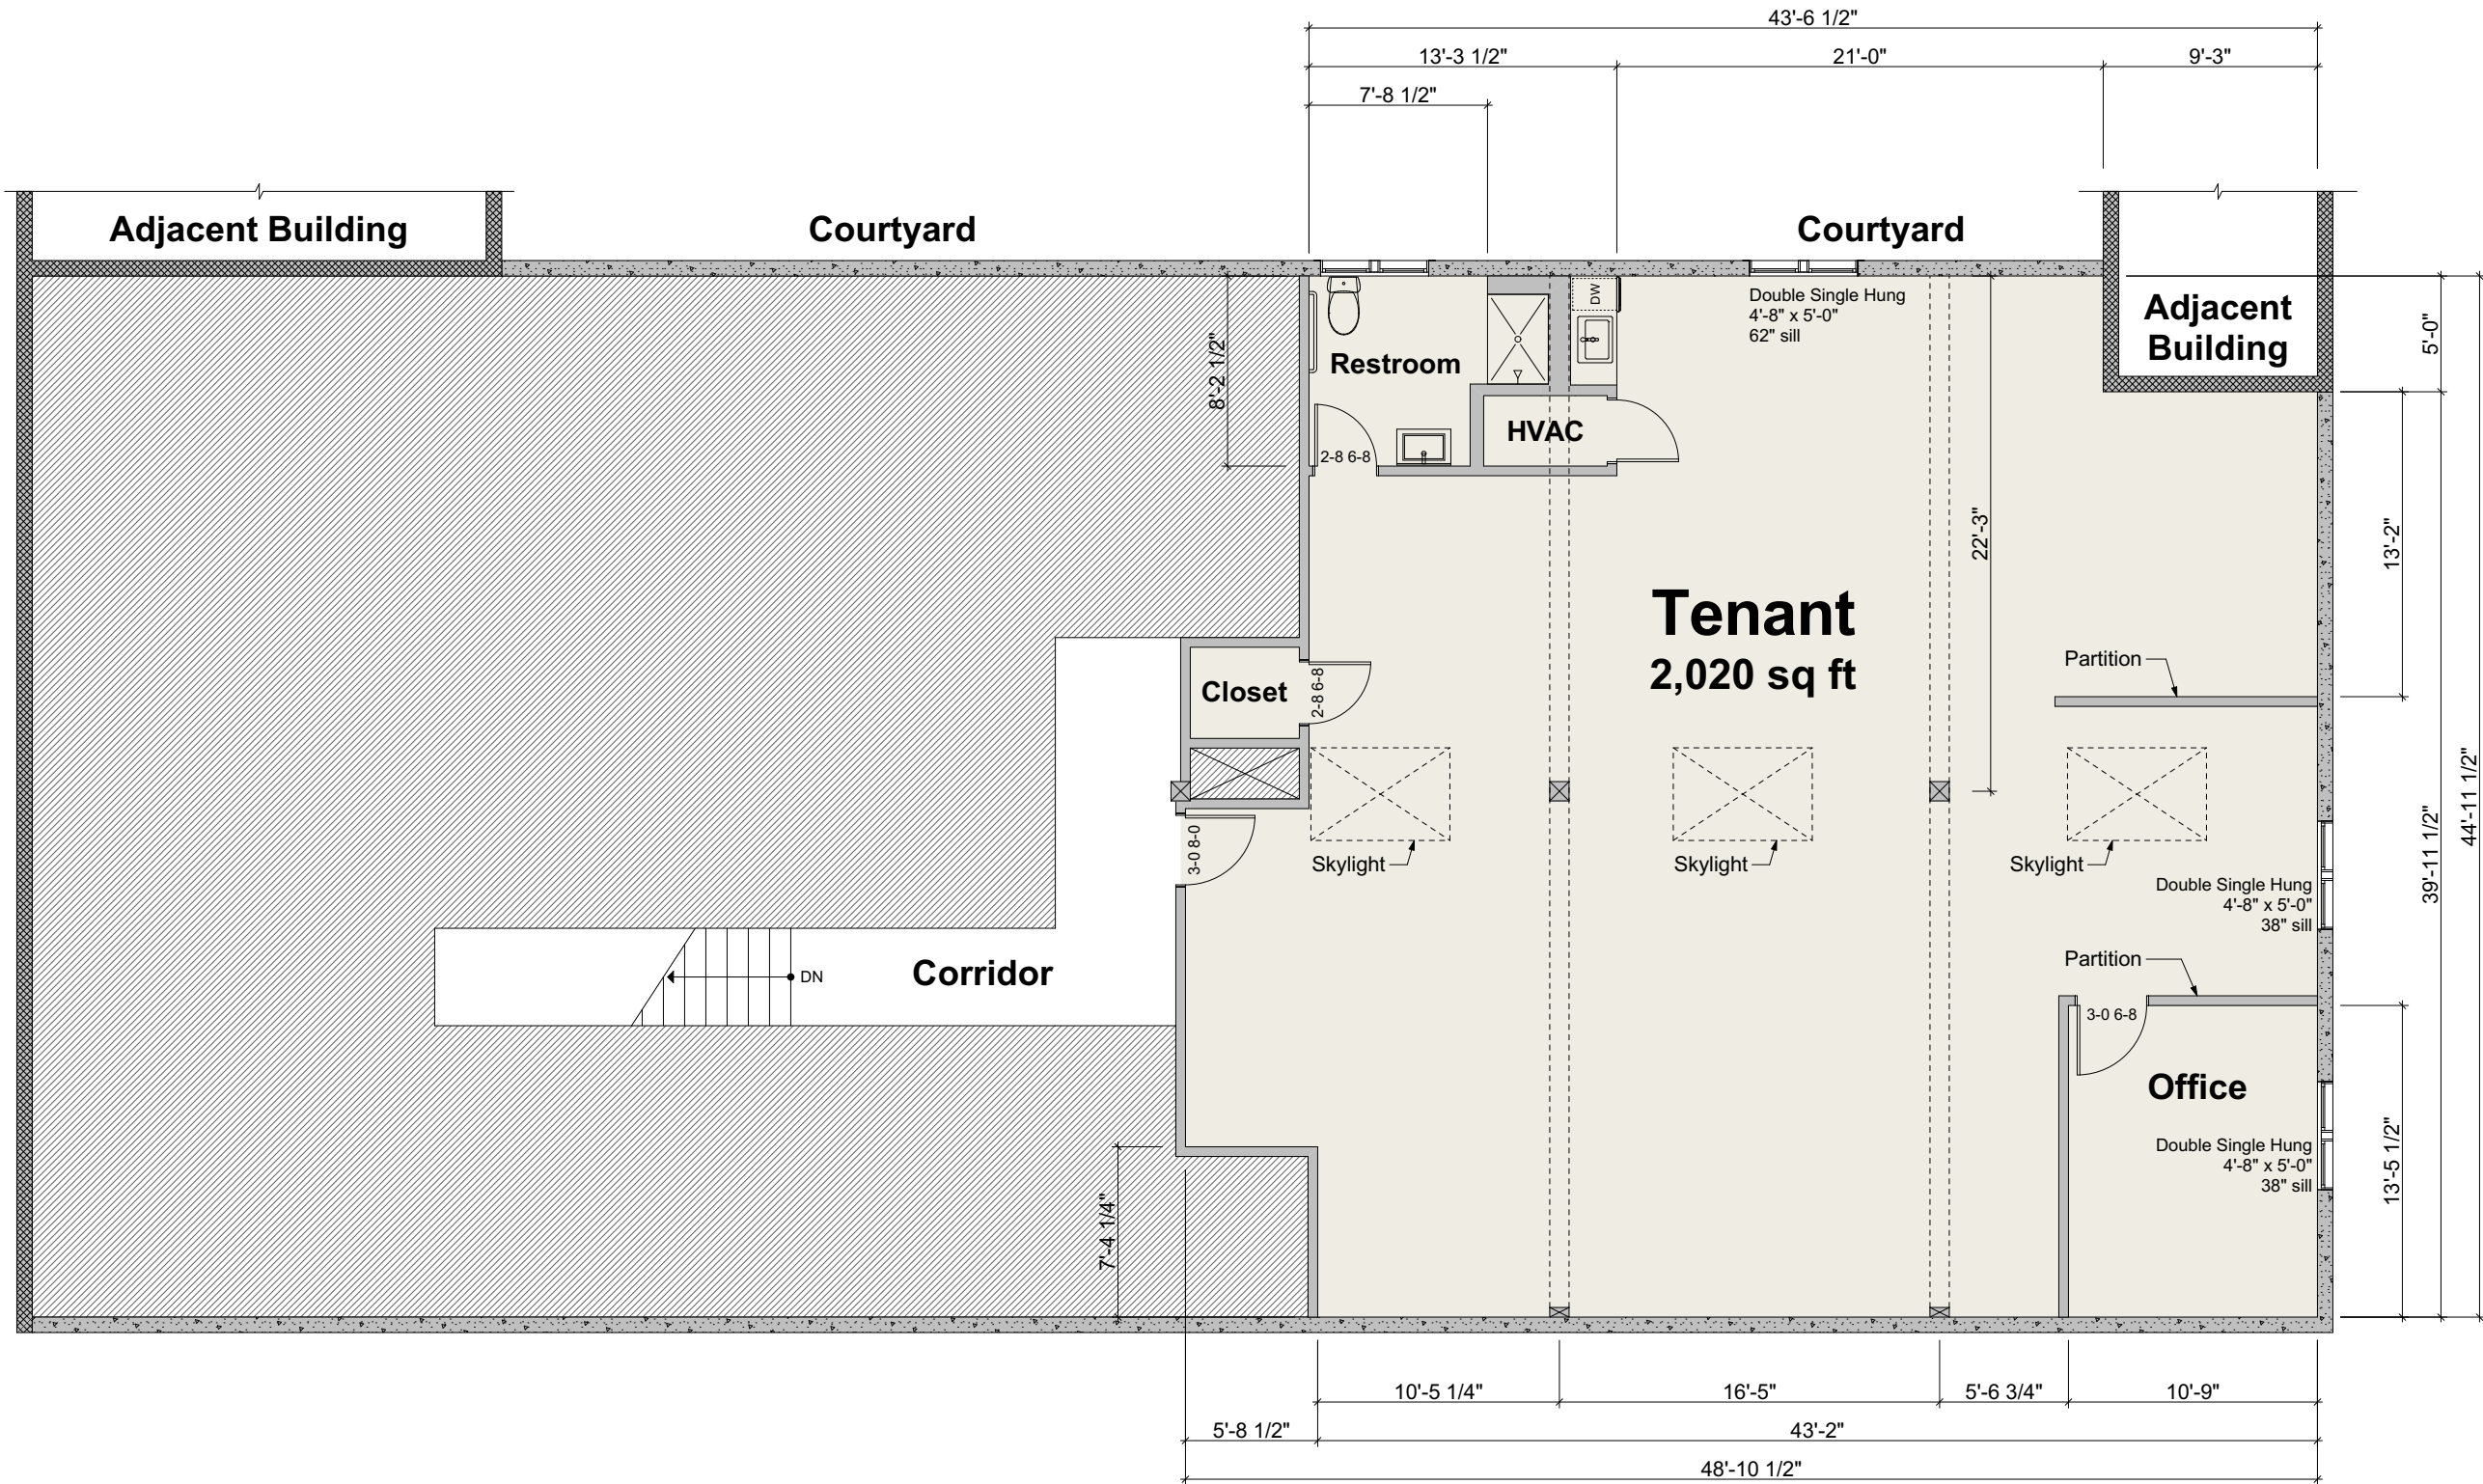 43'-6 1/2"
13'-3 1/2"
21'-0"
9'-3"
7'-8 1/2"
Adjacent Building
Courtyard
Courtyard
Adjacent
Building
Double Single Hung
4'-8" x 5'-0"
62" sill
DW
Restroom
8'-2 1/2"
5'-0"
HVAC
2-8 6-8
22'-3"
13'-2"
Tenant
2,020 sq ft
Partition
Closet
2-8 6-8
3-0 8-0
Skylight
Skylight
Skylight
39'-11 1/2"
44'-11 1/2"
Double Single Hung
4'-8" x 5'-0"
38" sill
Partition
Corridor
DN
3-0 6-8
Office
Double Single Hung
4'-8" x 5'-0"
38" sill
13'-5 1/2"
7'-4 1/4"
10'-5 1/4"
16'-5"
5'-6 3/4"
10'-9"
5'-8 1/2"
43'-2"
48'-10 1/2"